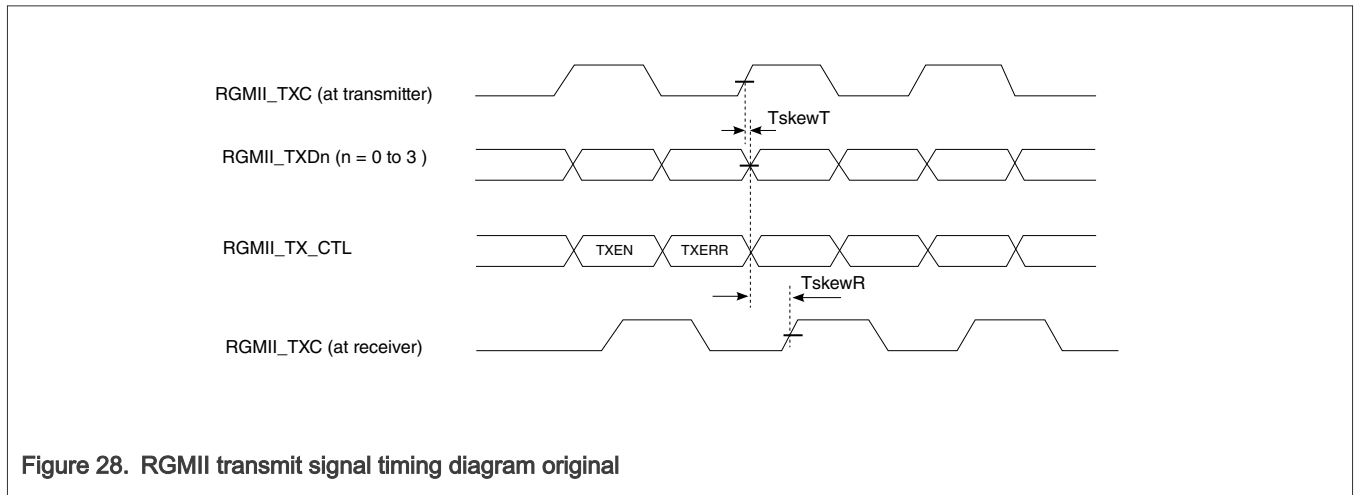 RGMII_TXC (at transmitter)
TskewT
RGMII_TXDn (n = 0 to 3 )
RGMII_TX_CTL
TXEN
TXERR
TskewR
RGMII_TXC (at receiver)
Figure 28. RGMII transmit signal timing diagram original